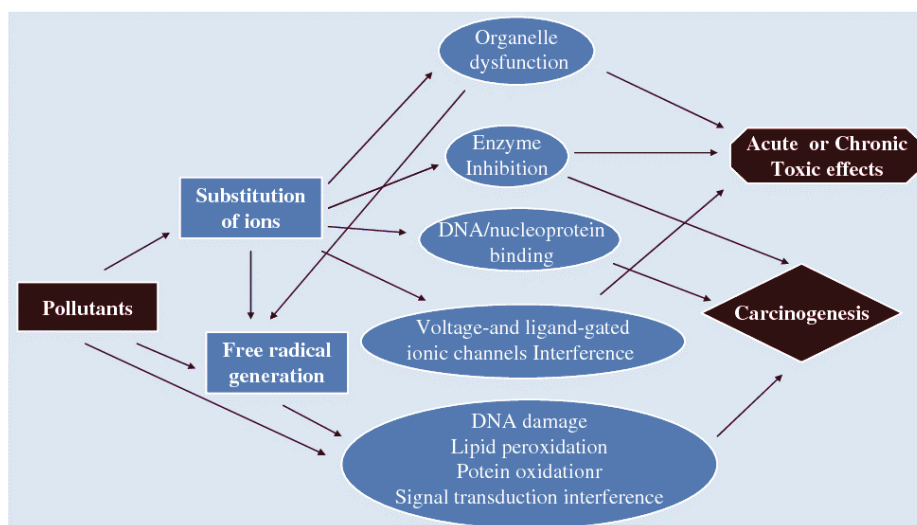 Organelle
dysfunction
Acute or Chronic
Toxic effects
Enzyme
Inhibition
Substitution
of ions
DNA/nucleoprotein
binding
Pollutants
Carcinogenesis
Voltage-and ligand-gated
ionic channels Interference
Free radical
generation
DNA damage
Lipid peroxidation
Potein oxidationr
Signal transduction interference